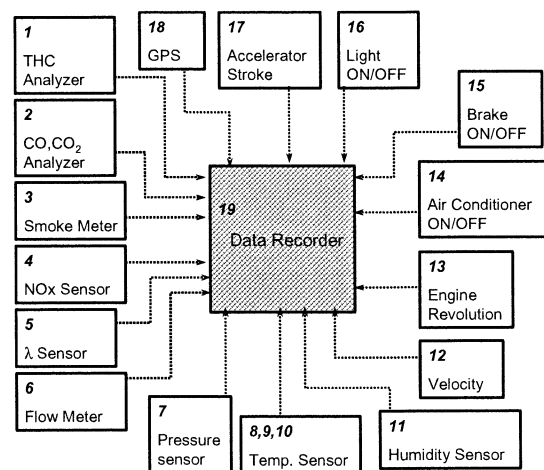 1
THC
Analyzer
2
CO,CO2
Analyzer
3
Smoke Meter
4
NOx Sensor
5
λ Sensor
6
Flow Meter
7
Pressure
sensor
8,9,10
Temp. Sensor
11
Humidity Sensor
12
Velocity
13
Engine
Revolution
14
Air Conditioner
ON/OFF
15
Brake
ON/OFF
16
Light
ON/OFF
17
Accelerator
Stroke
18
GPS
19
Data Recorder